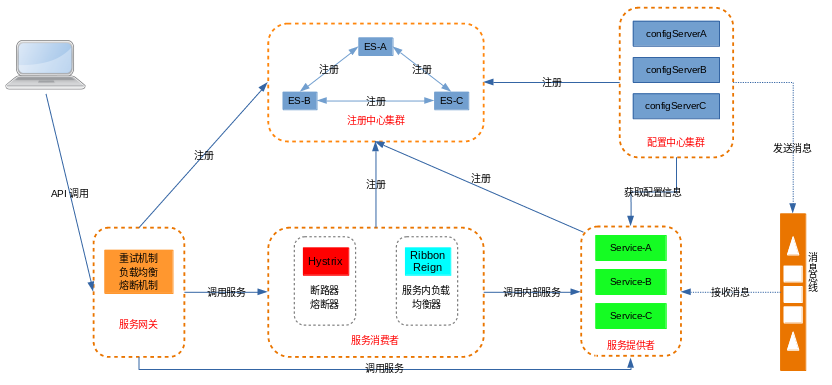 ES-A
注册
注册
ES-B
注册
ES-C
注册中心集群
configServerA
configServerB
configServerC
配置中心集群
注册
发送消息
注册
API 调用
注册
注册
获取配置信息
重试机制
负载均衡
熔断机制
服务网关
调用服务
Hystrix
断路器
熔断器
Ribbon
Reign
服务内负载
均衡器
服务消费者
调用内部服务
Service-A
Service-B
Service-C
服务提供者
接收消息
消息总线
调用服务